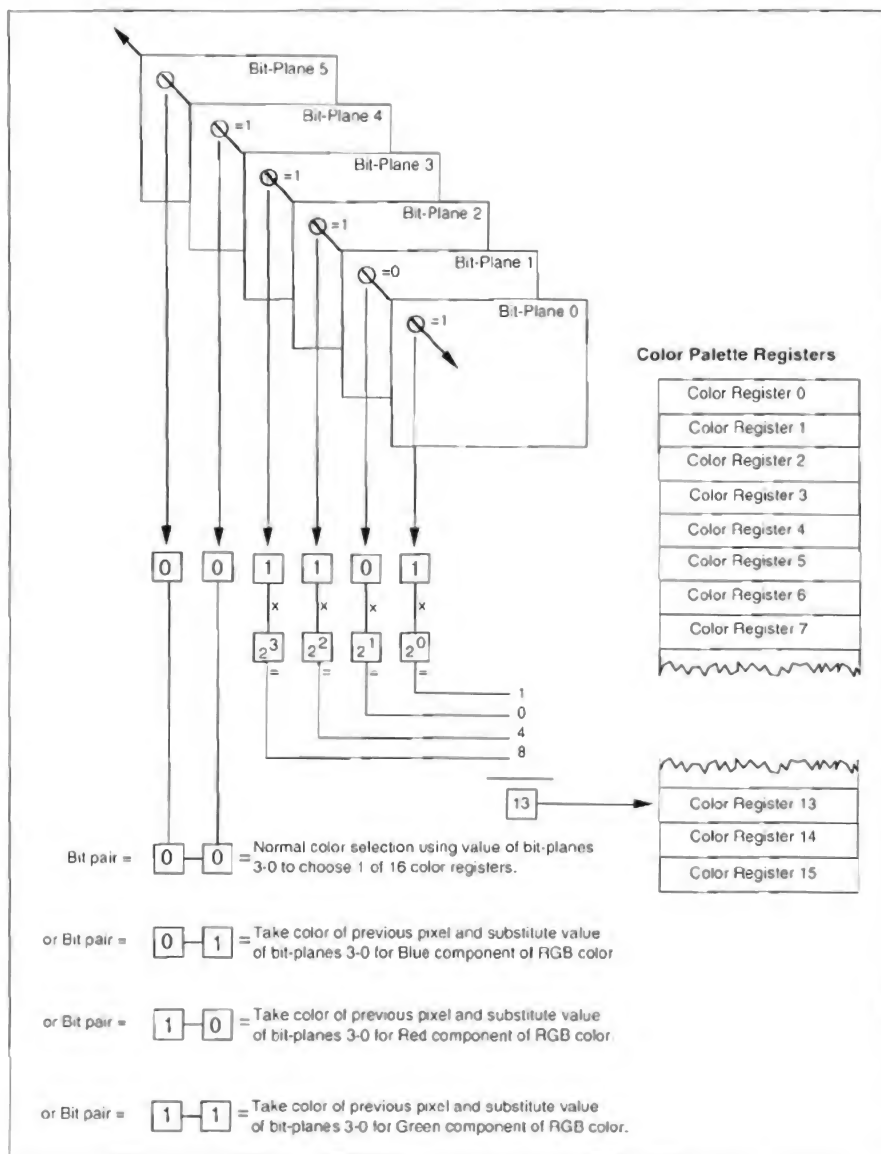 Bit-Plane 5
Bit-Plane 4
=1
Bit-Plane 3
=1
Bit-Plane 2
=1
Bit-Plane 1
=0
Bit-Plane 0
=1
Color Palette Registers
Color Register 0
Color Register 1
Color Register 2
Color Register 3
Color Register 4
Color Register 5
Color Register 6
Color Register 7
0 0 1 1 0 1
x x x x
2^3 2^2 2^1 2^0
= = = =
1
0
4
8
13
Color Register 13
Color Register 14
Color Register 15
Bit pair = 0 0 = Normal color selection using value of bit-planes
3-0 to choose 1 of 16 color registers.
or Bit pair = 0 1 = Take color of previous pixel and substitute value
of bit-planes 3-0 for Blue component of RGB color
or Bit pair = 1 0 = Take color of previous pixel and substitute value
of bit-planes 3-0 for Red component of RGB color
or Bit pair = 1 1 = Take color of previous pixel and substitute value
of bit-planes 3-0 for Green component of RGB color.